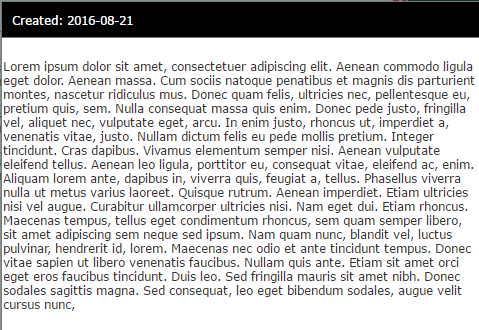 Created: 2016-08-21
Lorem ipsum dolor sit amet, consectetuer adipiscing elit. Aenean commodo ligula
eget dolor. Aenean massa. Cum sociis natoque penatibus et magnis dis parturient
montes, nascetur ridiculus mus. Donec quam felis, ultricies nec, pellentesque eu,
pretium quis, sem. Nulla consequat massa quis enim. Donec pede justo, fringilla
vel, aliquet nec, vulputate eget, arcu. In enim justo, rhoncus ut, imperdiet a,
venenatis vitae, justo. Nullam dictum felis eu pede mollis pretium. Integer
tincidunt. Cras dapibus. Vivamus elementum semper nisi. Aenean vulputate
eleifend tellus. Aenean leo ligula, porttitor eu, consequat vitae, eleifend ac, enim.
Aliquam lorem ante, dapibus in, viverra quis, feugiat a, tellus. Phasellus viverra
nulla ut metus varius laoreet. Quisque rutrum. Aenean imperdiet. Etiam ultricies
nisi vel augue. Curabitur ullamcorper ultricies nisi. Nam eget dui. Etiam rhoncus.
Maecenas tempus, tellus eget condimentum rhoncus, sem quam semper libero,
sit amet adipiscing sem neque sed ipsum. Nam quam nunc, blandit vel, luctus
pulvinar, hendrerit id, lorem. Maecenas nec odio et ante tincidunt tempus. Donec
vitae sapien ut libero venenatis faucibus. Nullam quis ante. Etiam sit amet orci
eget eros faucibus tincidunt. Duis leo. Sed fringilla mauris sit amet nibh. Donec
sodales sagittis magna. Sed consequat, leo eget bibendum sodales, augue velit
cursus nunc,